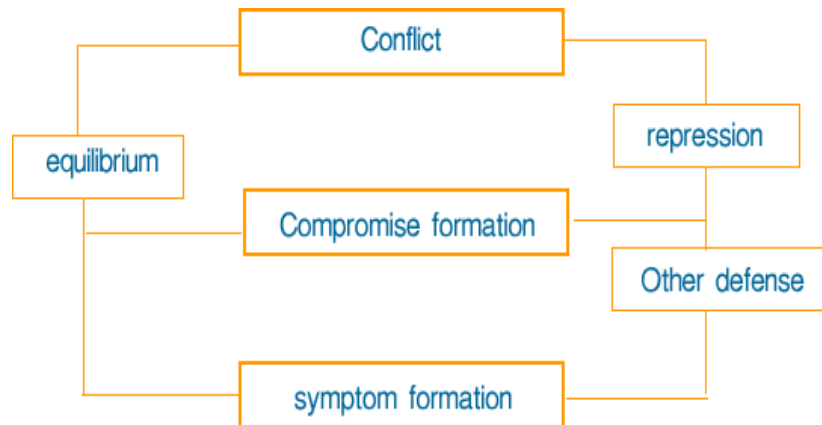 Conflict
repression
equilibrium
Compromise formation
Other defense
symptom formation